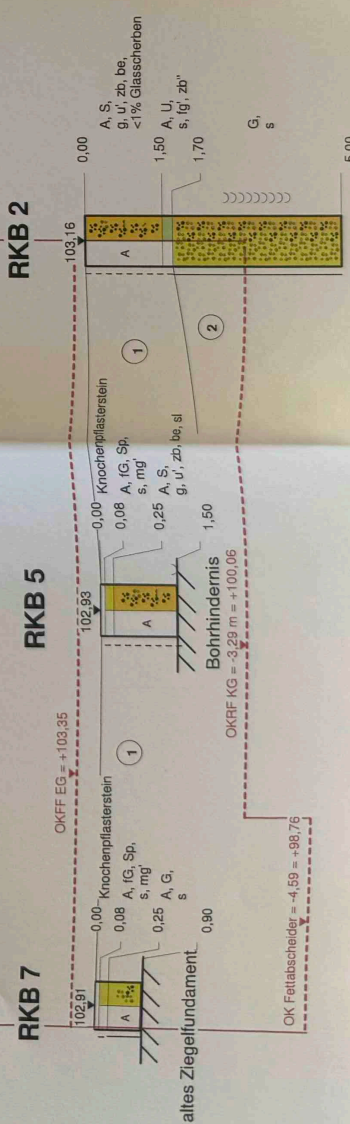 RKB 7
102,91
A
0,00
Knochenpflasterstein
0,08
A, fG, Sp,
s, mg'
0,25
A, G,
s
0,90
altes Ziegelfundament
OKFF EG = +103,35
1
OK Fettabscheider = -4,59 = +98,76
RKB 5
102,93
A
0,00
Knochenpflasterstein
0,08
A, fG, Sp,
s, mg'
0,25
A, S,
g, u', zb, be, sl
1,50
Bohrhindernis
OKRF KG = -3,29 m = +100,06
1
2
RKB 2
103,16
A
0,00
A, S,
g, u', zb, be,
<1% Glasscherben
1,50
A, U,
s, fg', zb"
1,70
G,
s